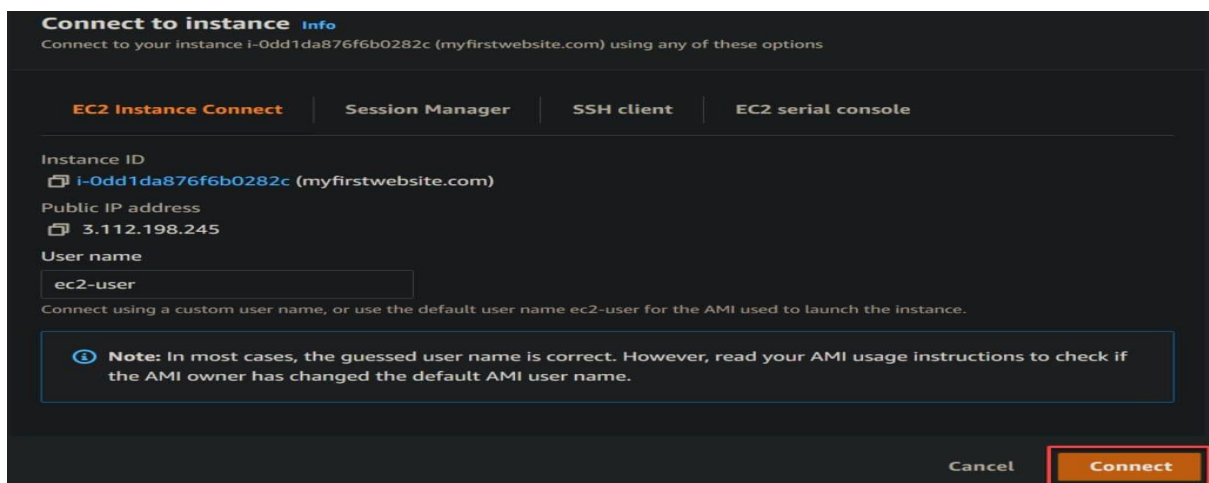 Connect to instance Info
Connect to your instance i-0dd1da876f6b0282c (myfirstwebsite.com) using any of these options
EC2 Instance Connect Session Manager SSH client EC2 serial console
Instance ID
i-0dd1da876f6b0282c (myfirstwebsite.com)
Public IP address
3.112.198.245
User name
ec2-user
Connect using a custom user name, or use the default user name ec2-user for the AMI used to launch the instance.
Note: In most cases, the guessed user name is correct. However, read your AMI usage instructions to check if
the AMI owner has changed the default AMI user name.
Cancel Connect